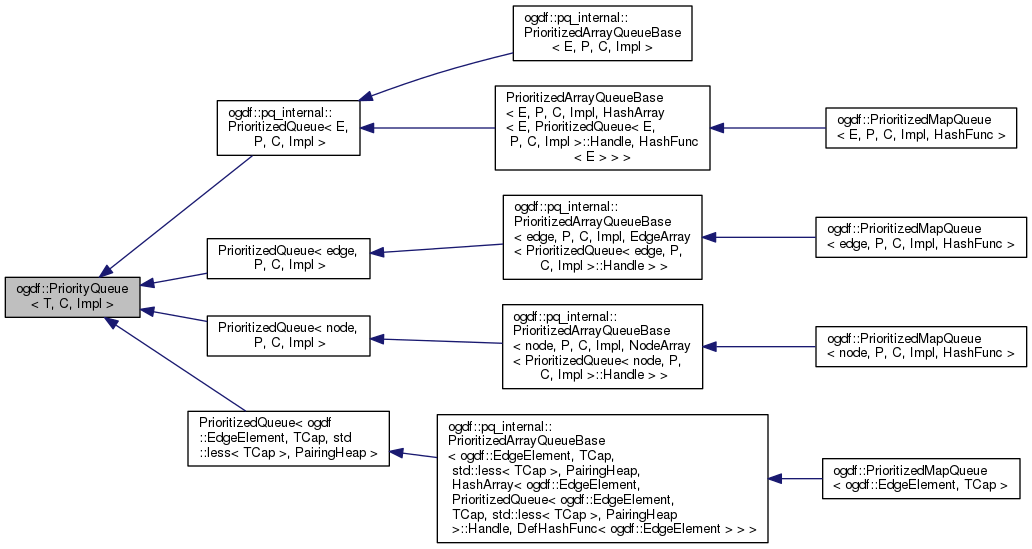 ogdf::pq_internal::
PrioritizedArrayQueueBase
< E, P, C, Impl >
ogdf::pq_internal::
PrioritizedQueue< E,
P, C, Impl >
PrioritizedArrayQueueBase
< E, P, C, Impl, HashArray
< E, PrioritizedQueue< E,
P, C, Impl >::Handle, HashFunc
< E > > >
ogdf::PrioritizedMapQueue
< E, P, C, Impl, HashFunc >
ogdf::PriorityQueue
< T, C, Impl >
PrioritizedQueue< edge,
P, C, Impl >
ogdf::pq_internal::
PrioritizedArrayQueueBase
< edge, P, C, Impl, EdgeArray
< PrioritizedQueue< edge, P,
C, Impl >::Handle > >
ogdf::PrioritizedMapQueue
< edge, P, C, Impl, HashFunc >
PrioritizedQueue< node,
P, C, Impl >
ogdf::pq_internal::
PrioritizedArrayQueueBase
< node, P, C, Impl, NodeArray
< PrioritizedQueue< node, P,
C, Impl >::Handle > >
ogdf::PrioritizedMapQueue
< node, P, C, Impl, HashFunc >
PrioritizedQueue< ogdf
::EdgeElement, TCap, std
::less< TCap >, PairingHeap >
ogdf::pq_internal::
PrioritizedArrayQueueBase
< ogdf::EdgeElement, TCap,
std::less< TCap >, PairingHeap,
HashArray< ogdf::EdgeElement,
PrioritizedQueue< ogdf::EdgeElement,
TCap, std::less< TCap >, PairingHeap
>::Handle, DefHashFunc< ogdf::EdgeElement > > >
ogdf::PrioritizedMapQueue
< ogdf::EdgeElement, TCap >